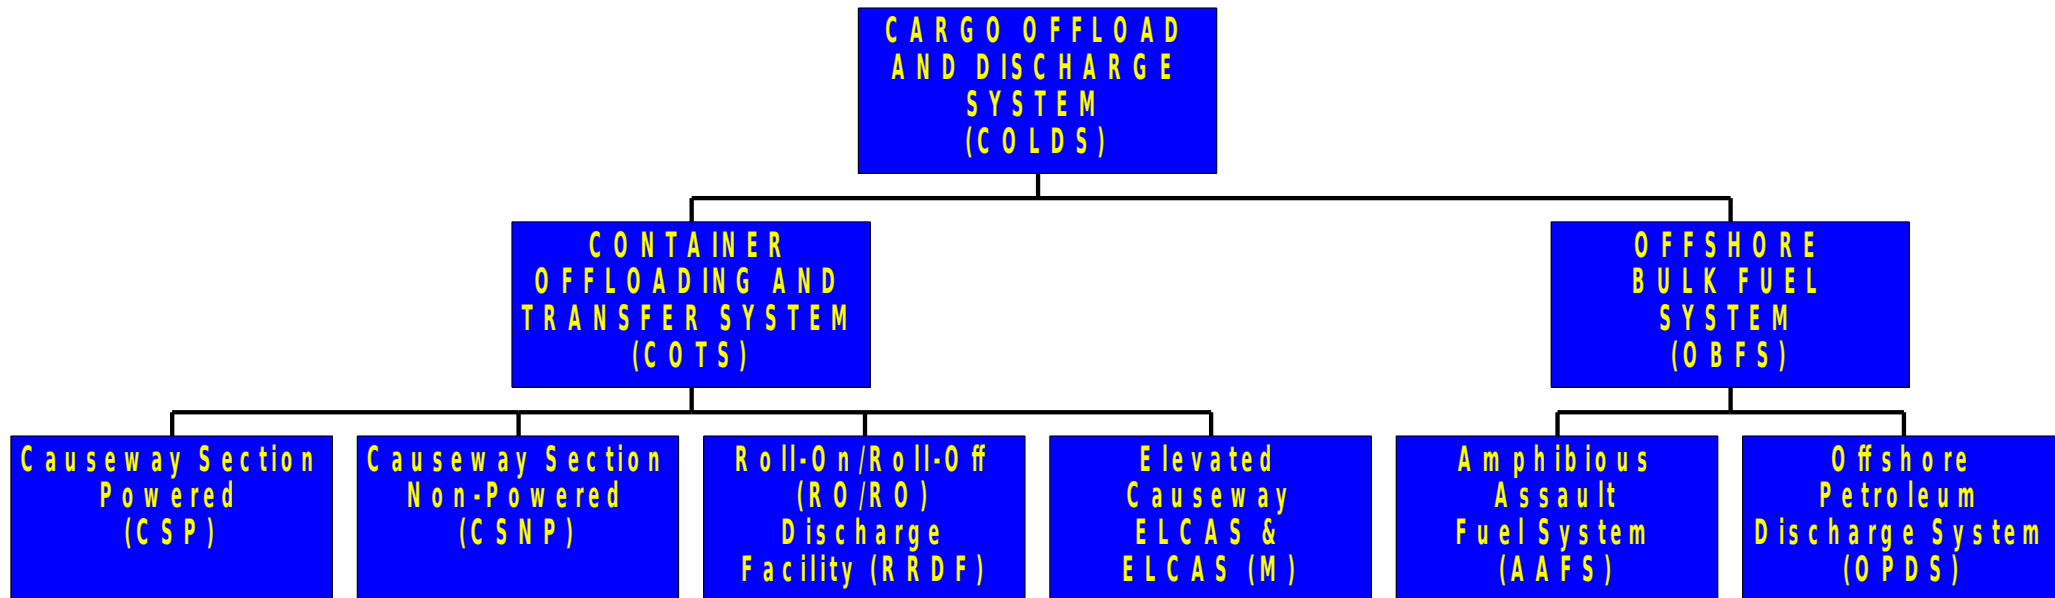 CARGO OFFLOAD
AND DISCHARGE
SYSTEM
(COLDS)
CONTAINER
OFFLOADING AND
TRANSFER SYSTEM
(COTS)
OFFSHORE
BULK FUEL
SYSTEM
(OBFS)
Causeway Section
Powered
(CSP)
Causeway Section
Non-Powered
(CSNP)
Roll-On/Roll-Off
(RO/RO)
Discharge
Facility (RRDF)
Elevated
Causeway
ELCAS &
ELCAS (M)
Amphibious
Assault
Fuel System
(AAFS)
Offshore
Petroleum
Discharge System
(OPDS)